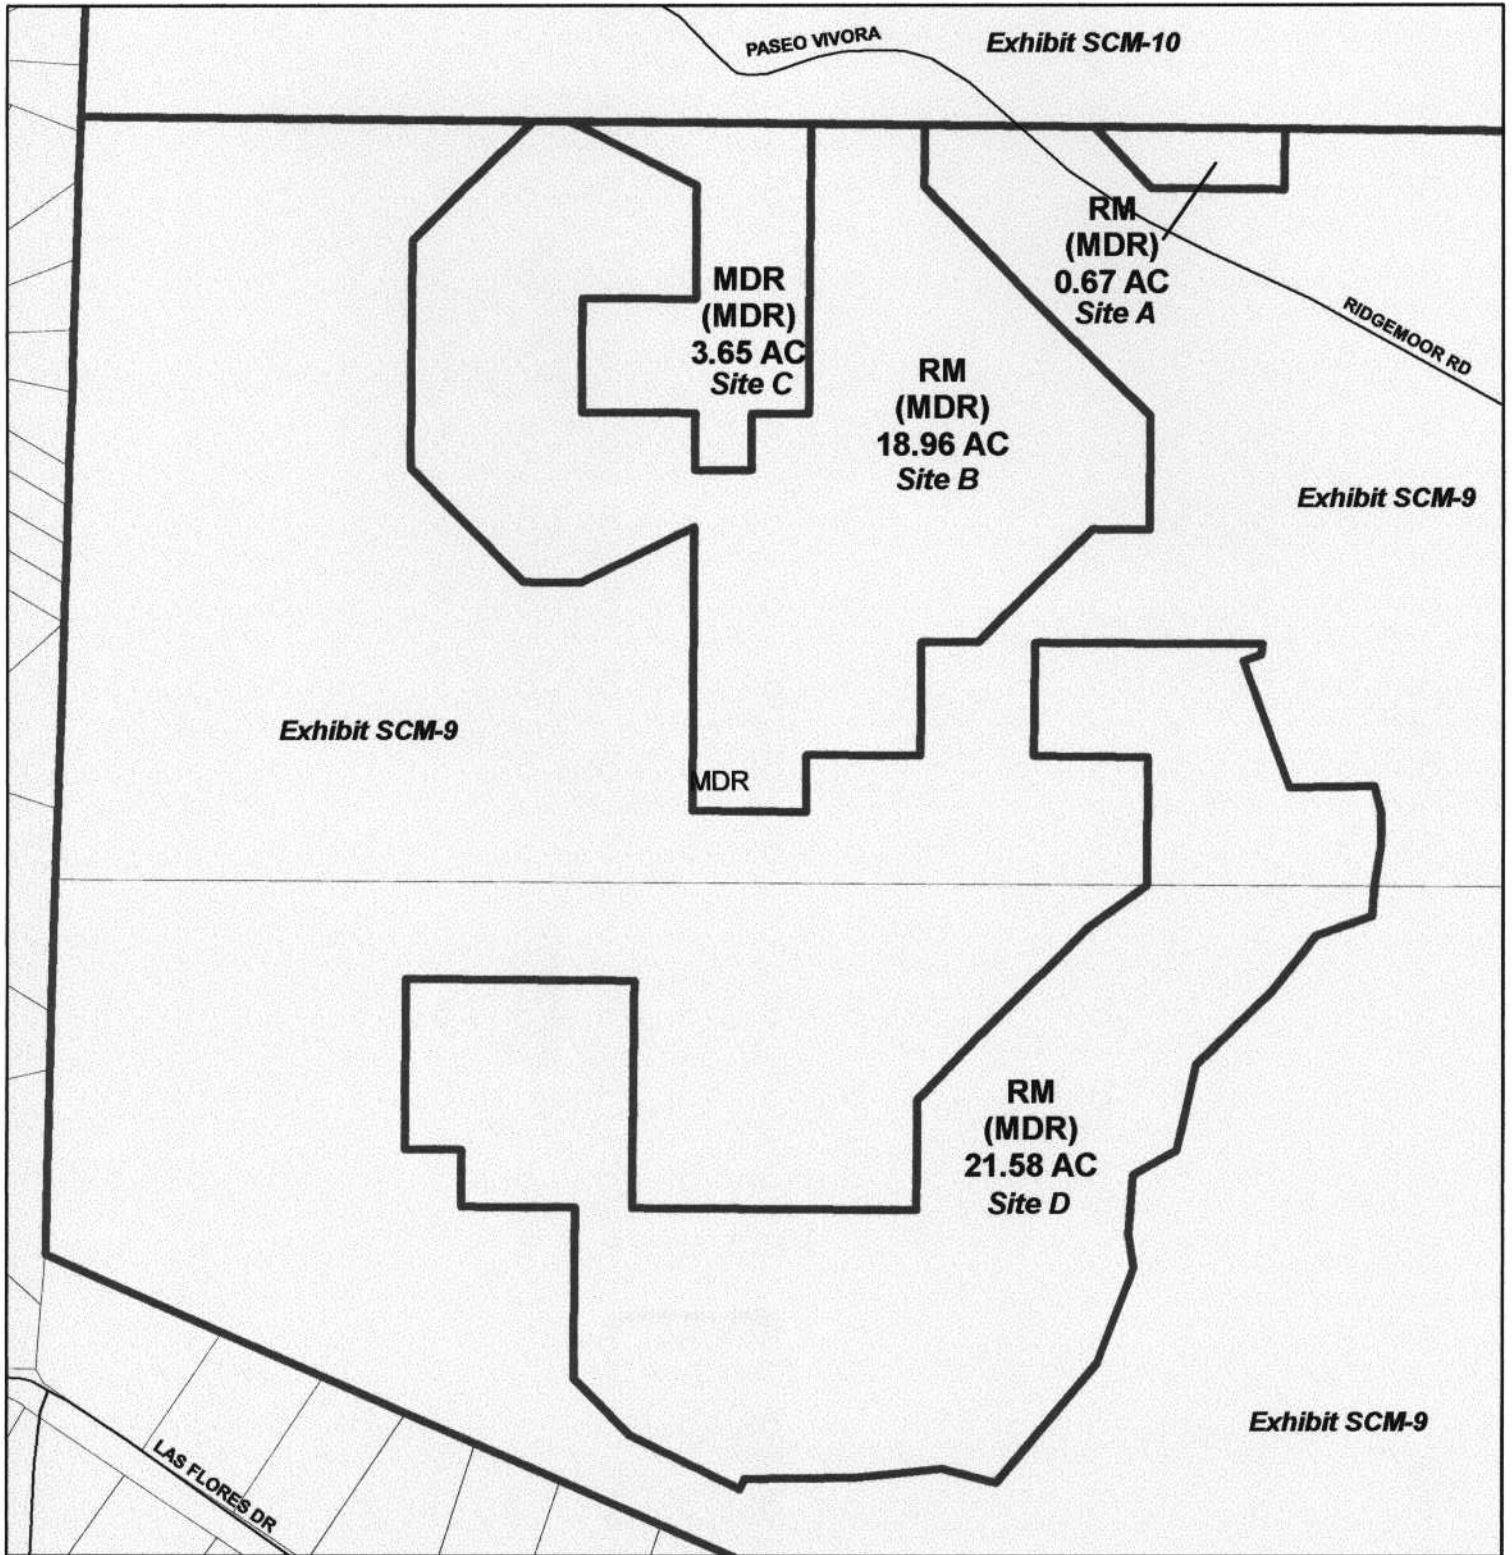 PASEO VIVORA
Exhibit SCM-10
RM
(MDR)
0.67 AC
Site A
MDR
(MDR)
3.65 AC
Site C
RIDGEMOOR RD
RM
(MDR)
18.96 AC
Site B
Exhibit SCM-9
Exhibit SCM-9
MDR
RM
(MDR)
21.58 AC
Site D
Exhibit SCM-9
LAS FLORES DR